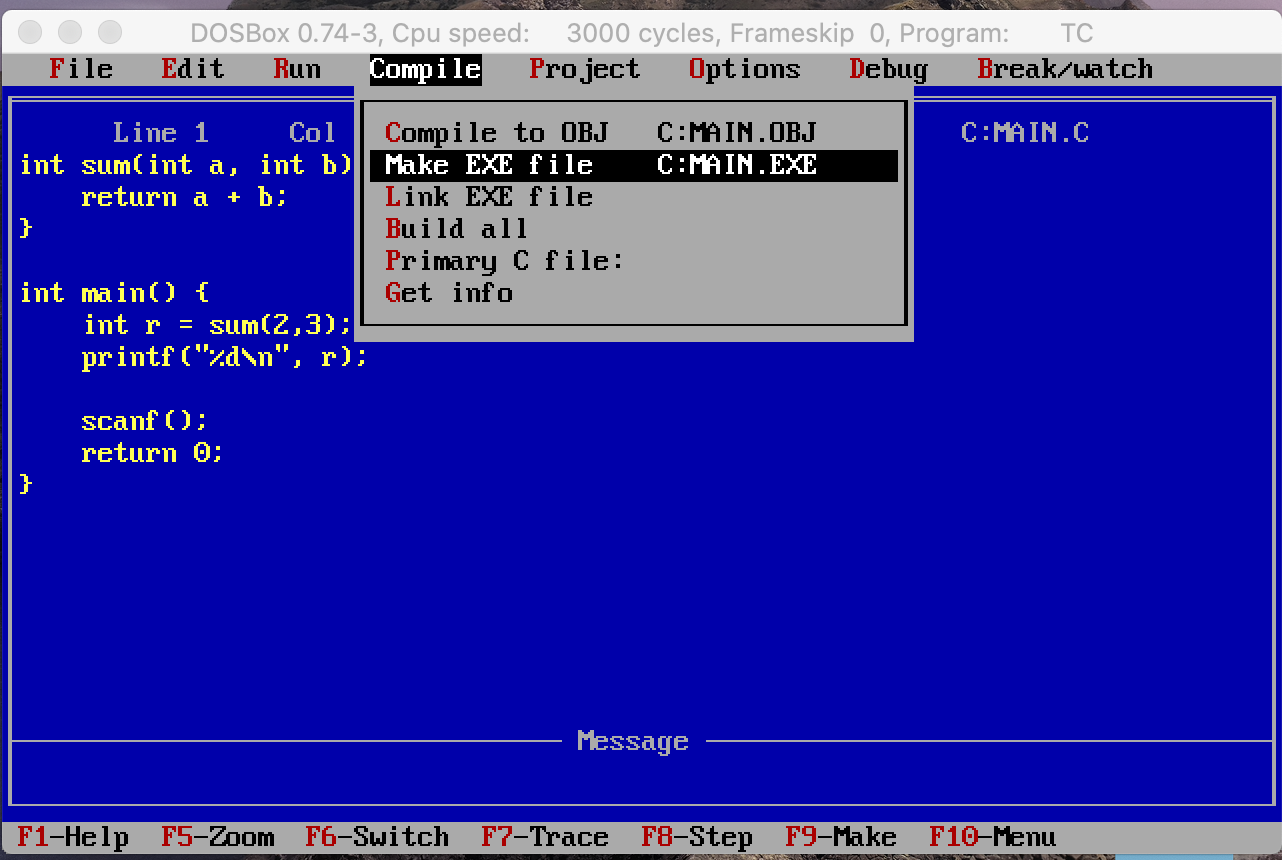 DOSBox 0.74-3, Cpu speed: 3000 cycles, Frameskip 0, Program: TC
File Edit Run Compile Project Options Debug Break/watch
Line 1 Col C:MAIN.C
Compile to OBJ C:MAIN.OBJ
Make EXE file C:MAIN.EXE
Link EXE file
Build all
Primary C file:
Get info
int sum(int a, int b)
return a + b;
}
int main() {
int r = sum(2,3);
printf("%d\n", r);
scanf();
return 0;
}
Message
F1-Help F5-Zoom F6-Switch F7-Trace F8-Step F9-Make F10-Menu